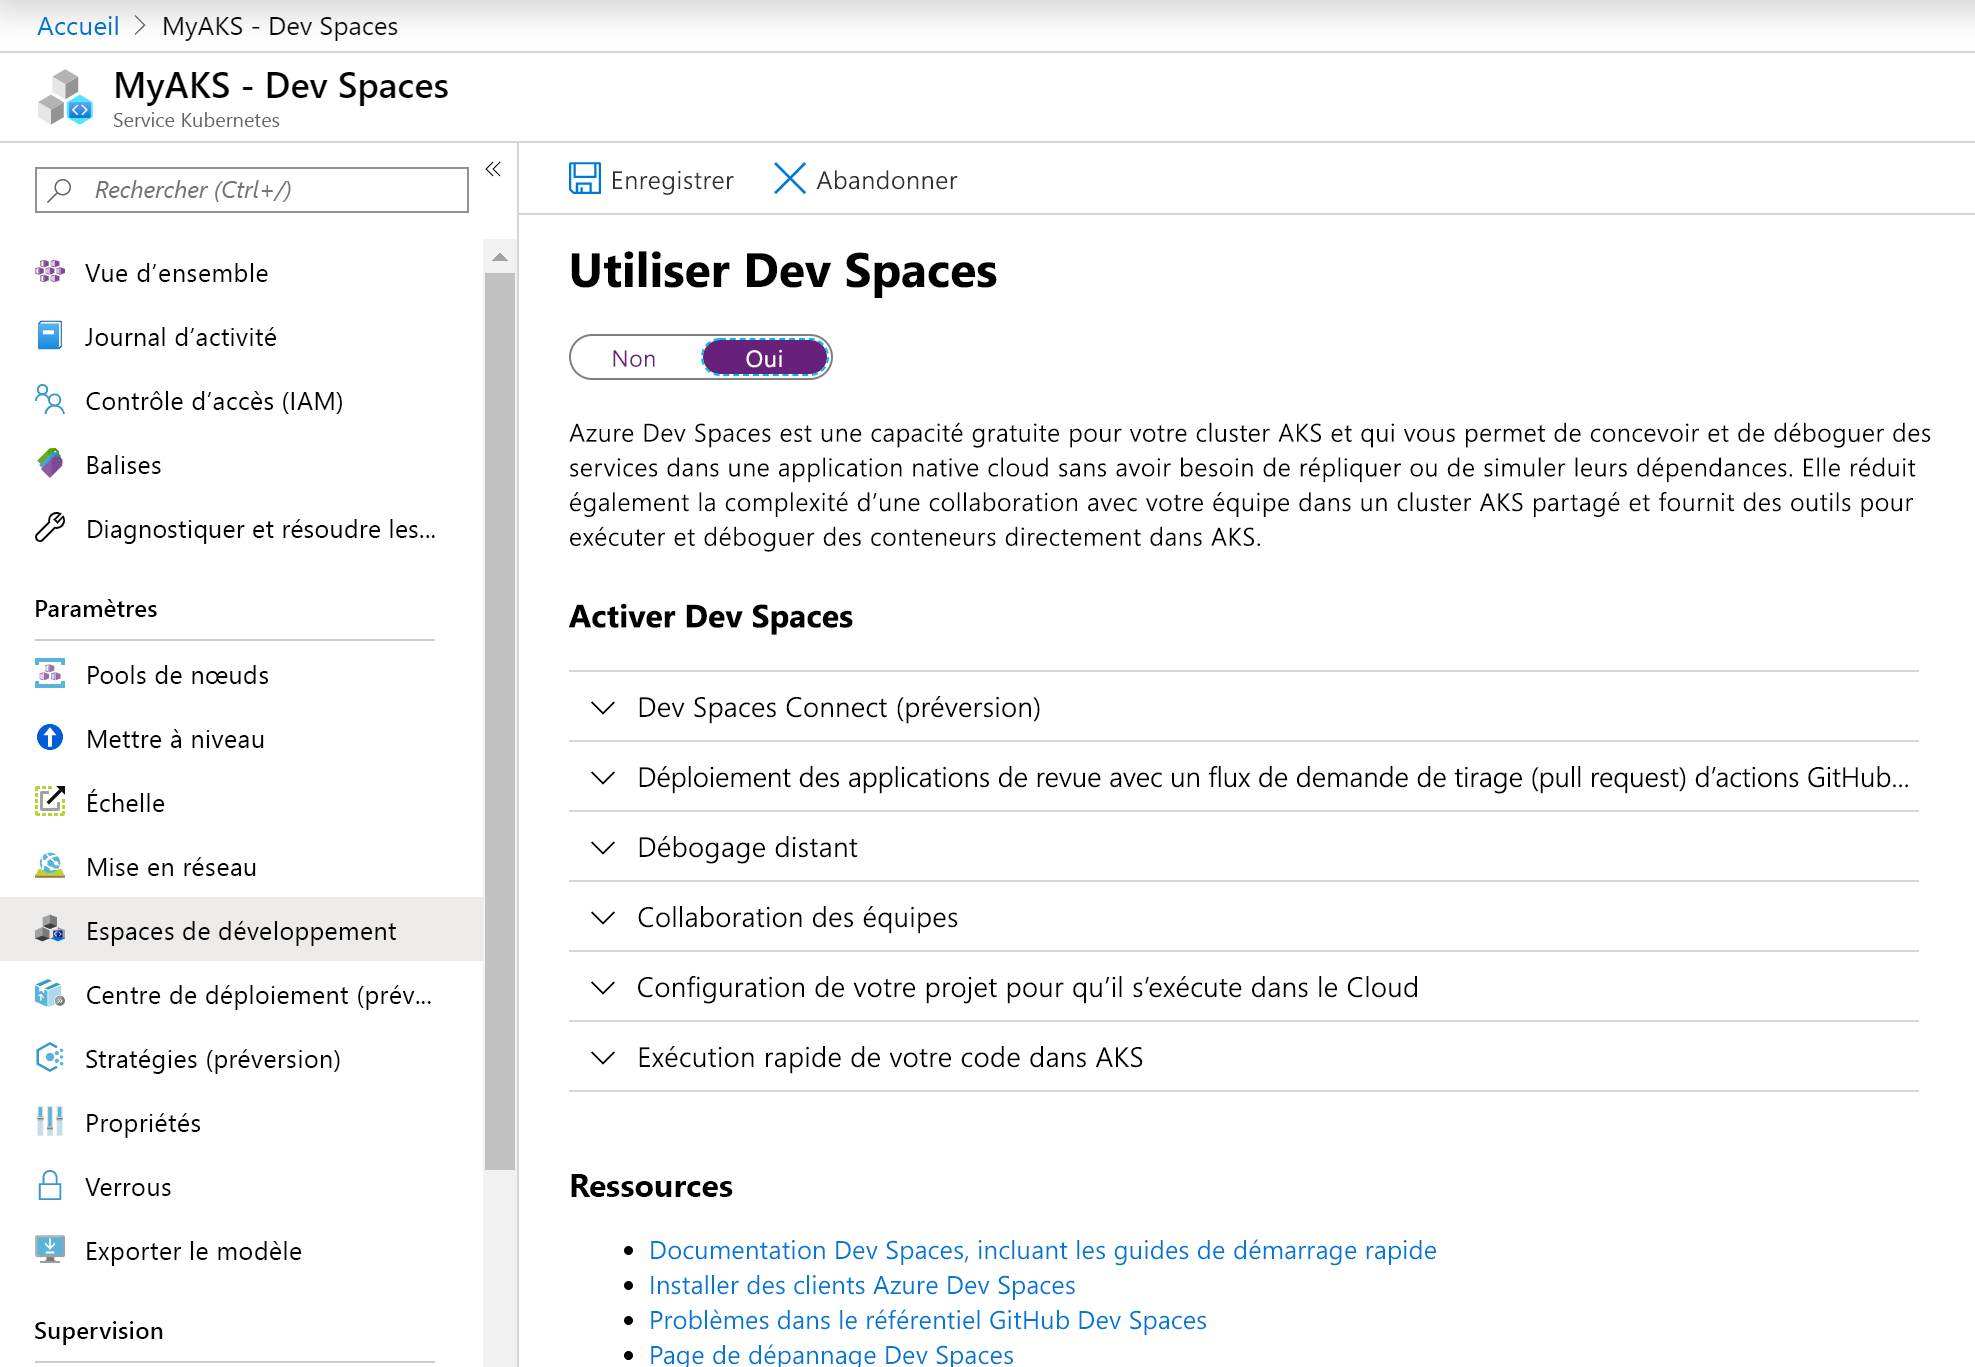 Accueil > MyAKS - Dev Spaces
MyAKS - Dev Spaces
Service Kubernetes
Rechercher (Ctrl+/)
Vue d’ensemble
Journal d’activité
Contrôle d’accès (IAM)
Balises
Diagnostiquer et résoudre les...
Paramètres
Pools de nœuds
Mettre à niveau
Échelle
Mise en réseau
Espaces de développement
Centre de déploiement (prév...
Stratégies (préversion)
Propriétés
Verrous
Exporter le modèle
Supervision
Enregistrer
Abandonner
Utiliser Dev Spaces
Non Oui
Azure Dev Spaces est une capacité gratuite pour votre cluster AKS et qui vous permet de concevoir et de déboguer des
services dans une application native cloud sans avoir besoin de répliquer ou de simuler leurs dépendances. Elle réduit
également la complexité d’une collaboration avec votre équipe dans un cluster AKS partagé et fournit des outils pour
exécuter et déboguer des conteneurs directement dans AKS.
Activer Dev Spaces
Dev Spaces Connect (préversion)
Déploiement des applications de revue avec un flux de demande de tirage (pull request) d’actions GitHub...
Débogage distant
Collaboration des équipes
Configuration de votre projet pour qu’il s’exécute dans le Cloud
Exécution rapide de votre code dans AKS
Ressources
• Documentation Dev Spaces, incluant les guides de démarrage rapide
• Installer des clients Azure Dev Spaces
• Problèmes dans le référentiel GitHub Dev Spaces
• Page de dépannage Dev Spaces